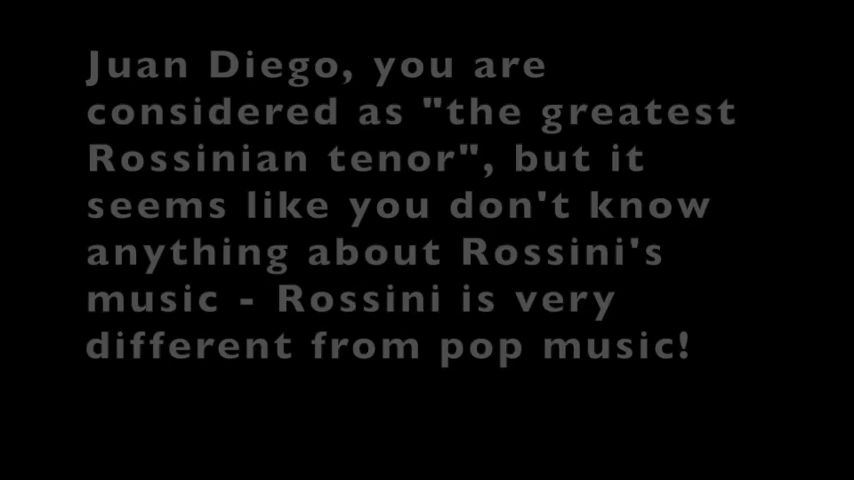 Juan Diego, you are
considered as "the greatest
Rossinian tenor", but it
seems like you don't know
anything about Rossini's
music - Rossini is very
different from pop music!